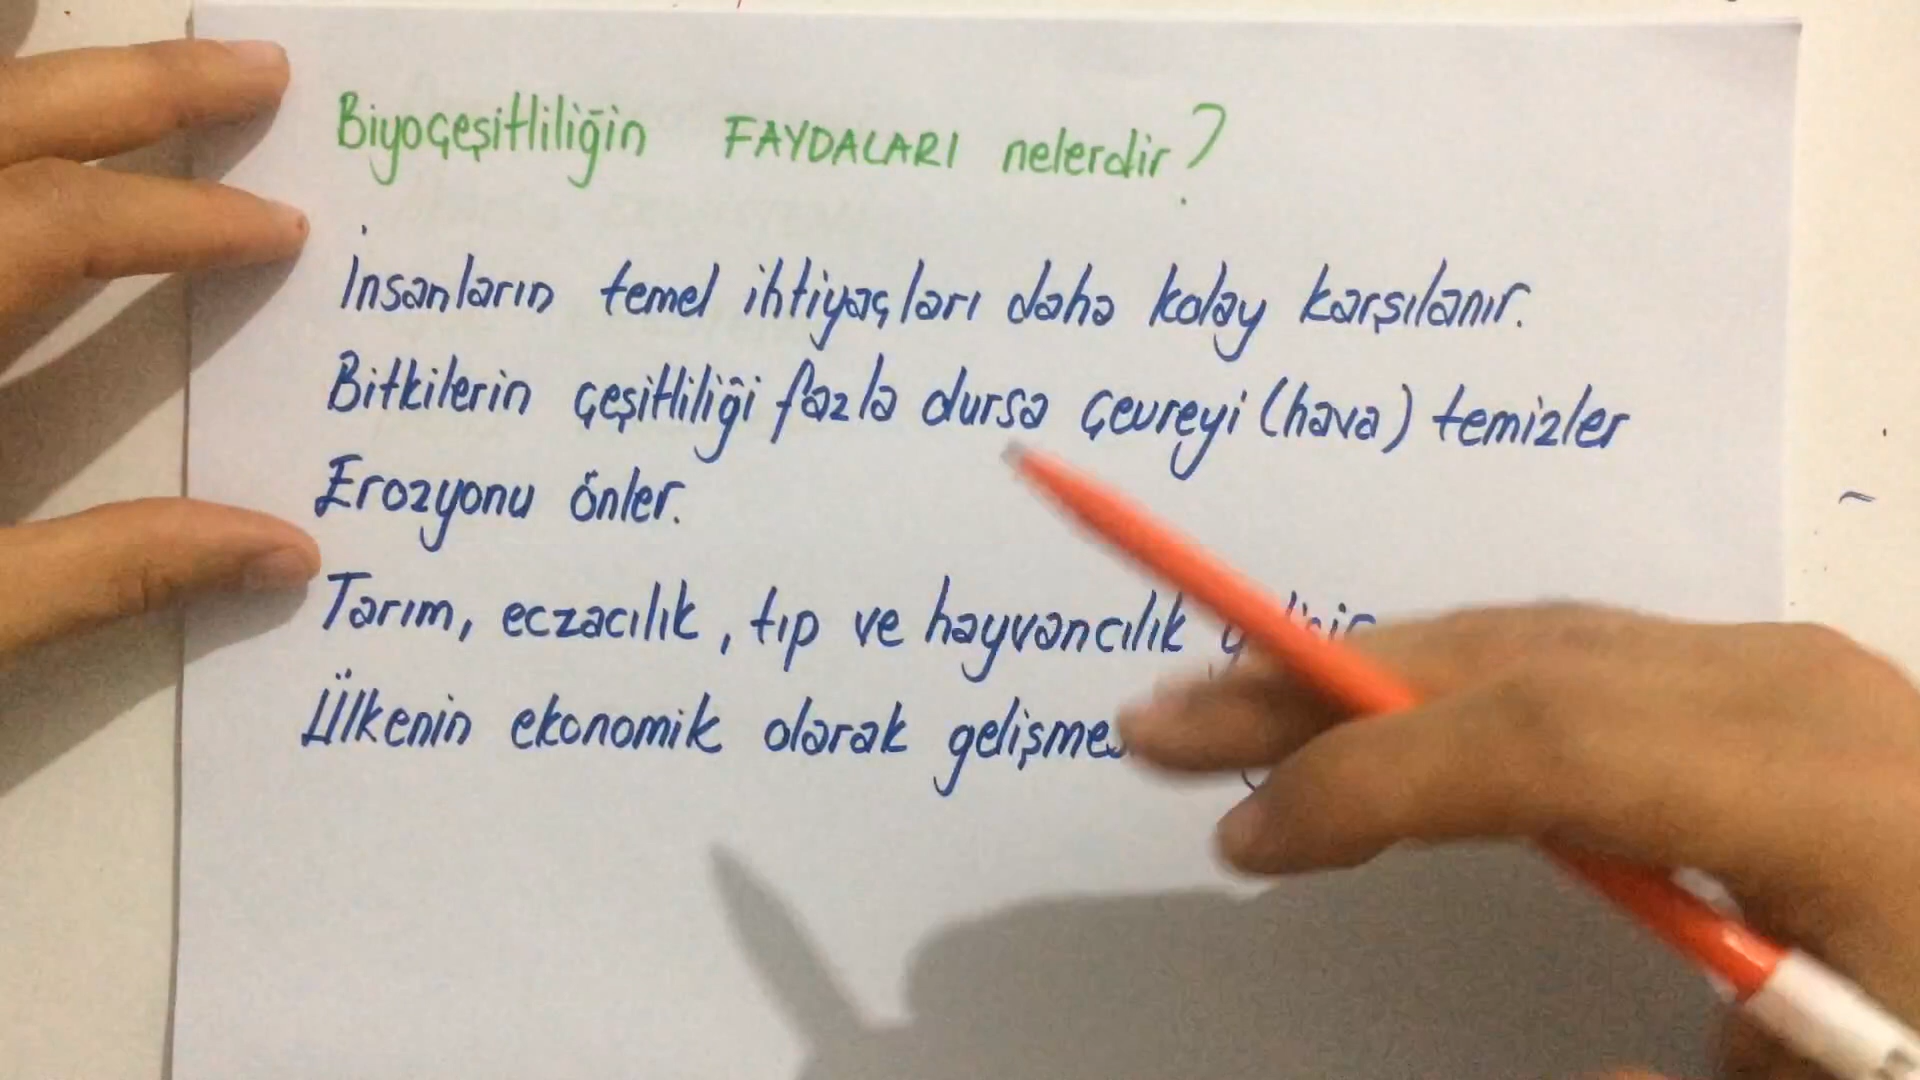 Biyoçeşitliliğin FAYDALARI nelerdir?
İnsanların temel ihtiyaçları daha kolay karşılanır.
Bitkilerin çeşitliliği fazla dursa çevreyi (hava) temizler
Erozyonu önler.
Tarım, eczacılık, tıp ve hayvancılık
Ülkenin ekonomik olarak